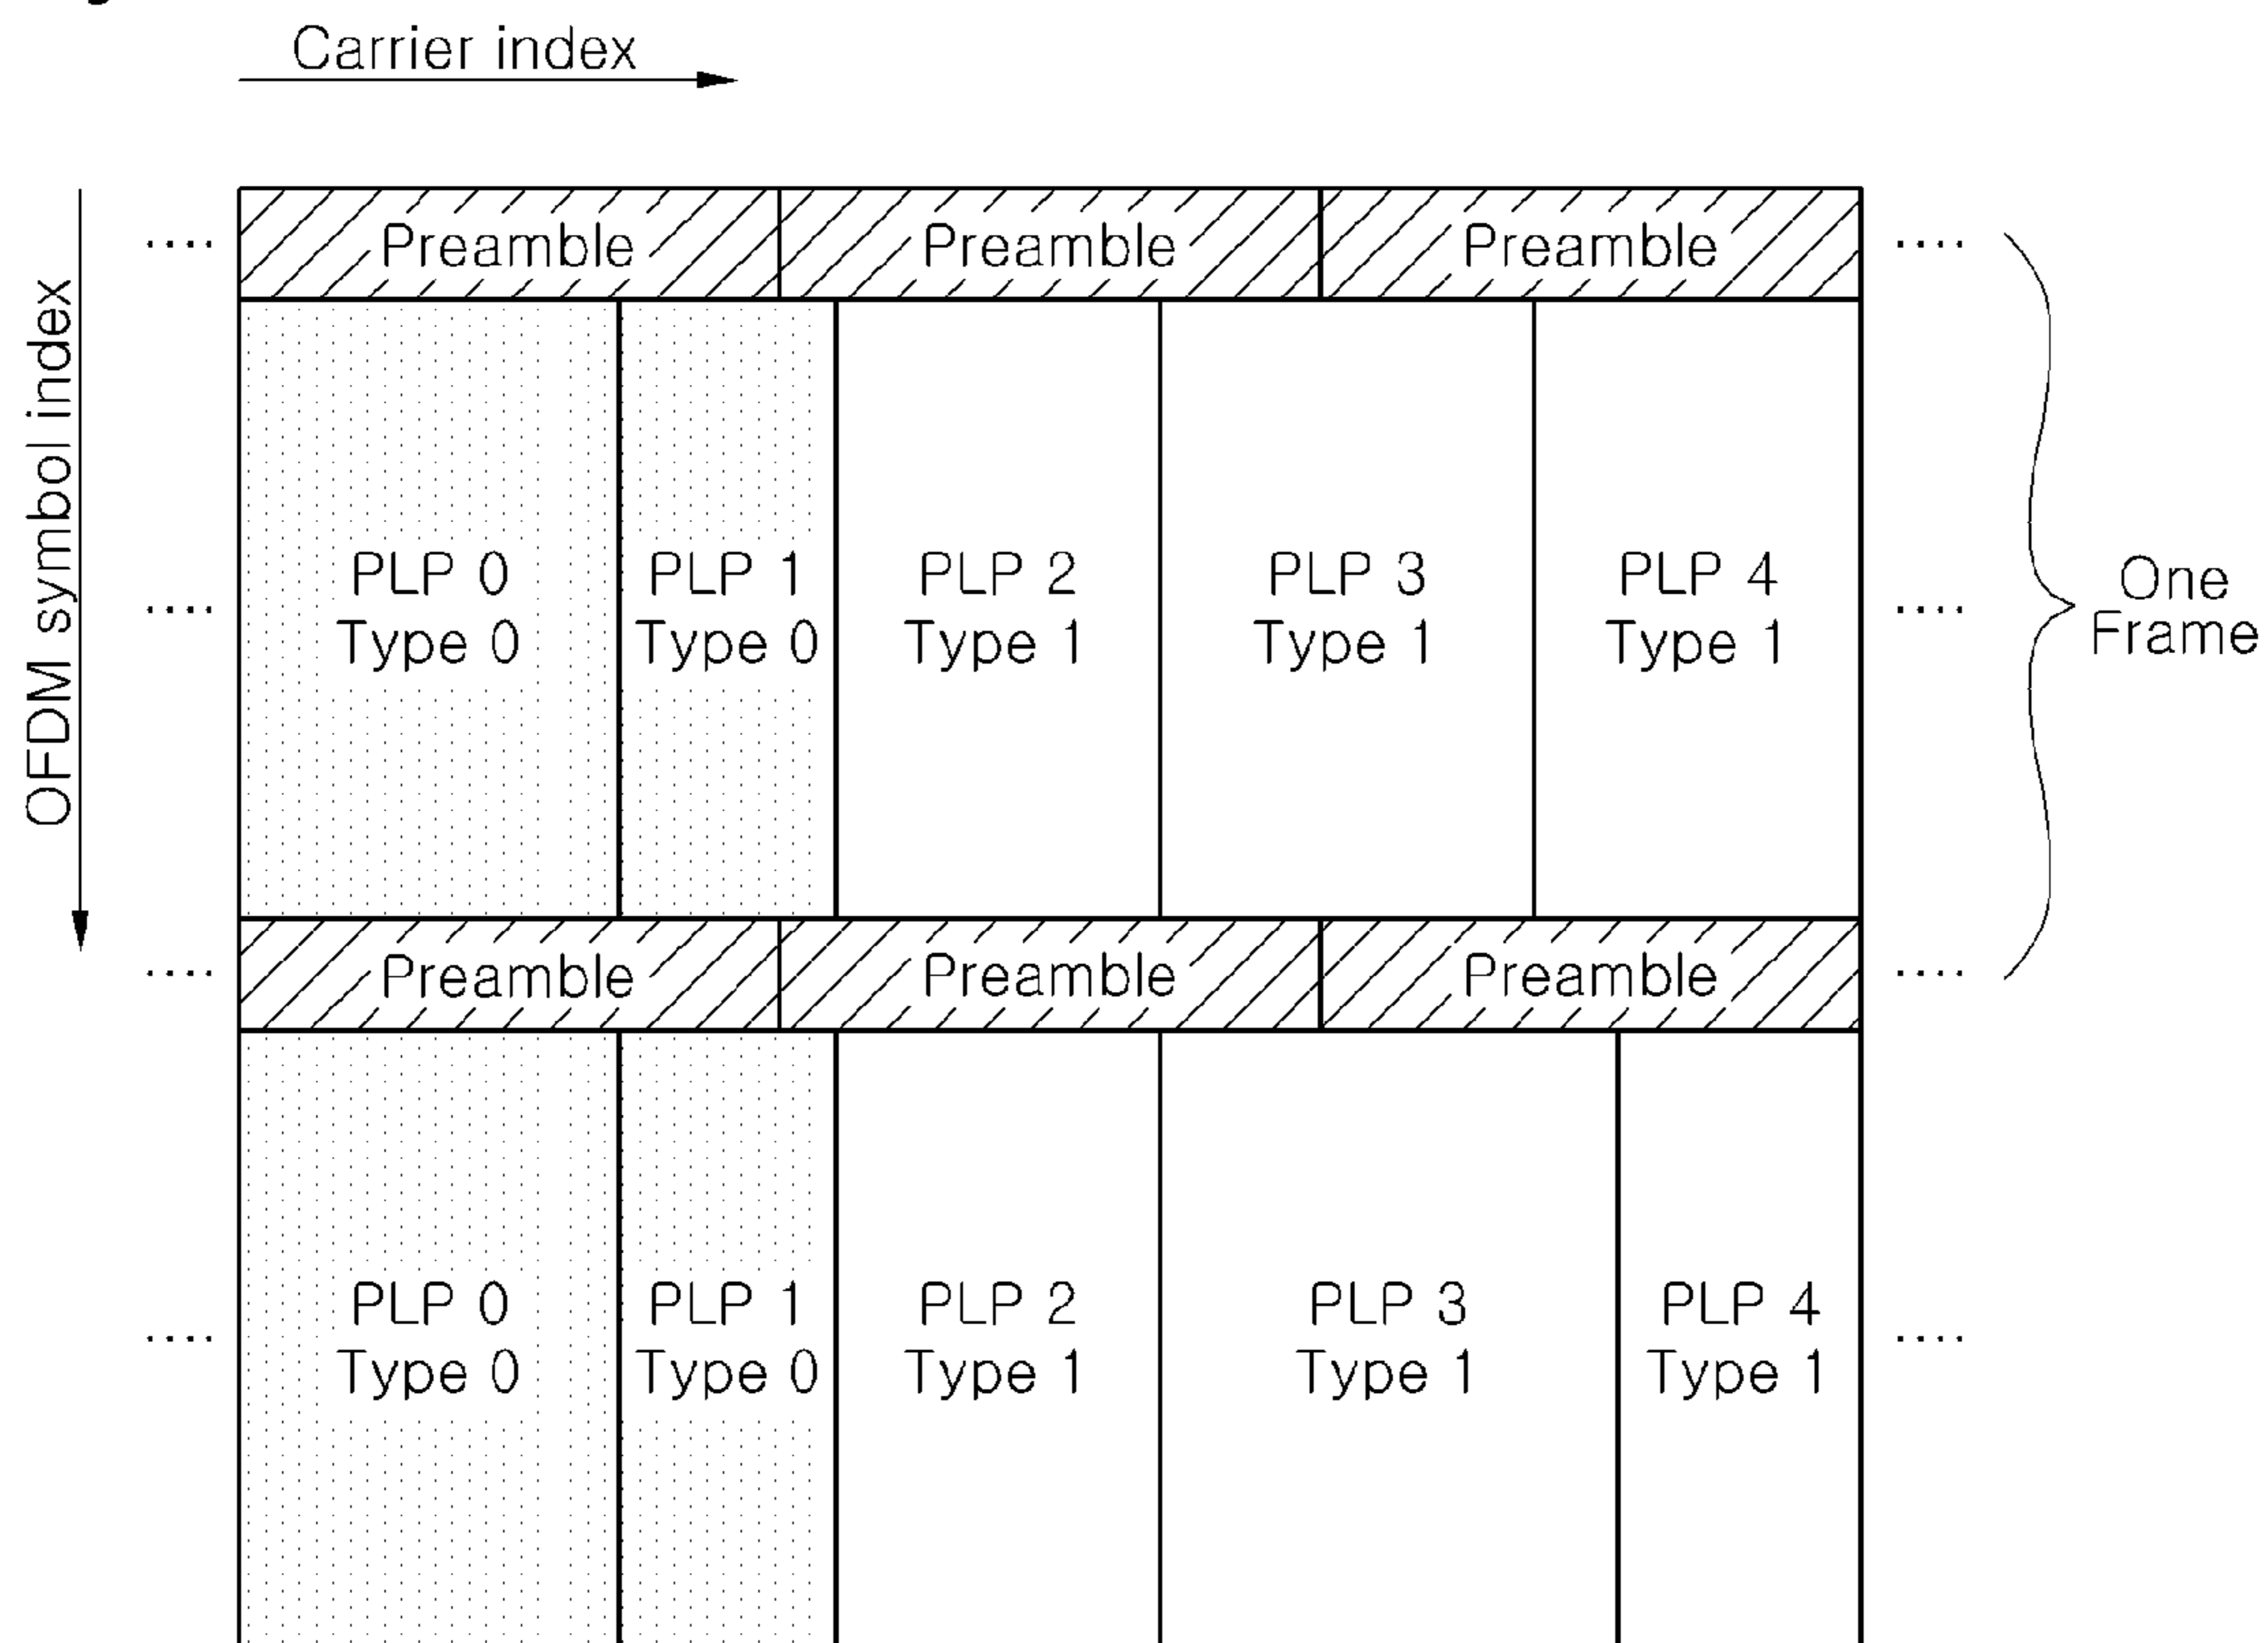 Carrier index
OFDM symbol index
.... Preamble Preamble Preamble ....
.... PLP 0 PLP 1 PLP 2 PLP 3 PLP 4 ....
Type 0 Type 0 Type 1 Type 1 Type 1
One
Frame
.... Preamble Preamble Preamble ....
.... PLP 0 PLP 1 PLP 2 PLP 3 PLP 4 ....
Type 0 Type 0 Type 1 Type 1 Type 1